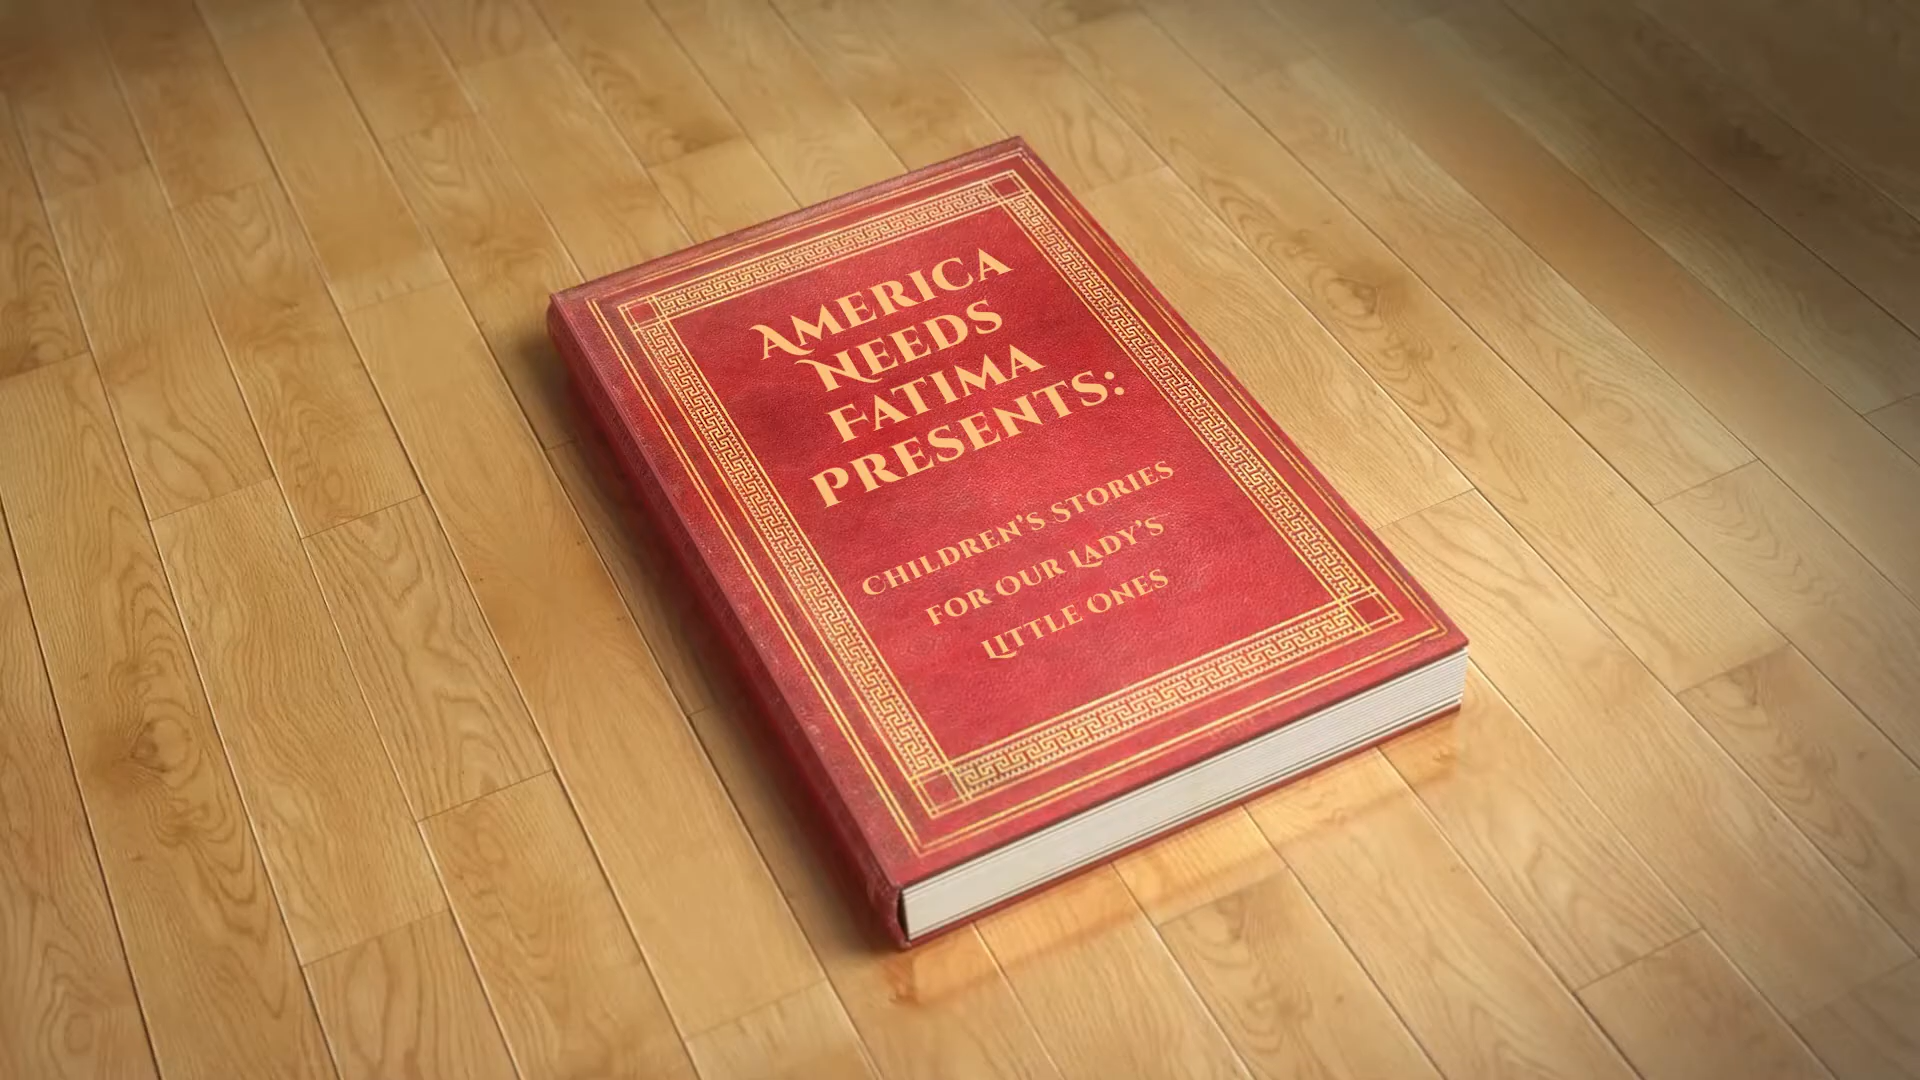 America
Needs
Fatima
presents:
Children's Stories
for Our Lady's
Little Ones